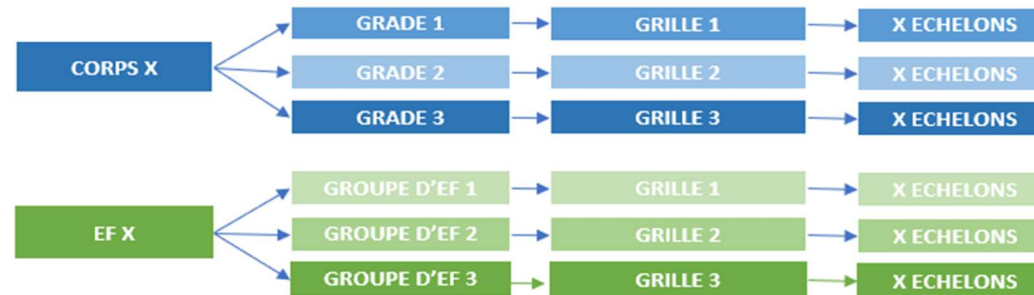 CORPS X
GRADE 1 GRILLE 1 X ECHELONS
GRADE 2 GRILLE 2 X ECHELONS
GRADE 3 GRILLE 3 X ECHELONS
EF X
GROUPE D'EF 1 GRILLE 1 X ECHELONS
GROUPE D'EF 2 GRILLE 2 X ECHELONS
GROUPE D'EF 3 GRILLE 3 X ECHELONS